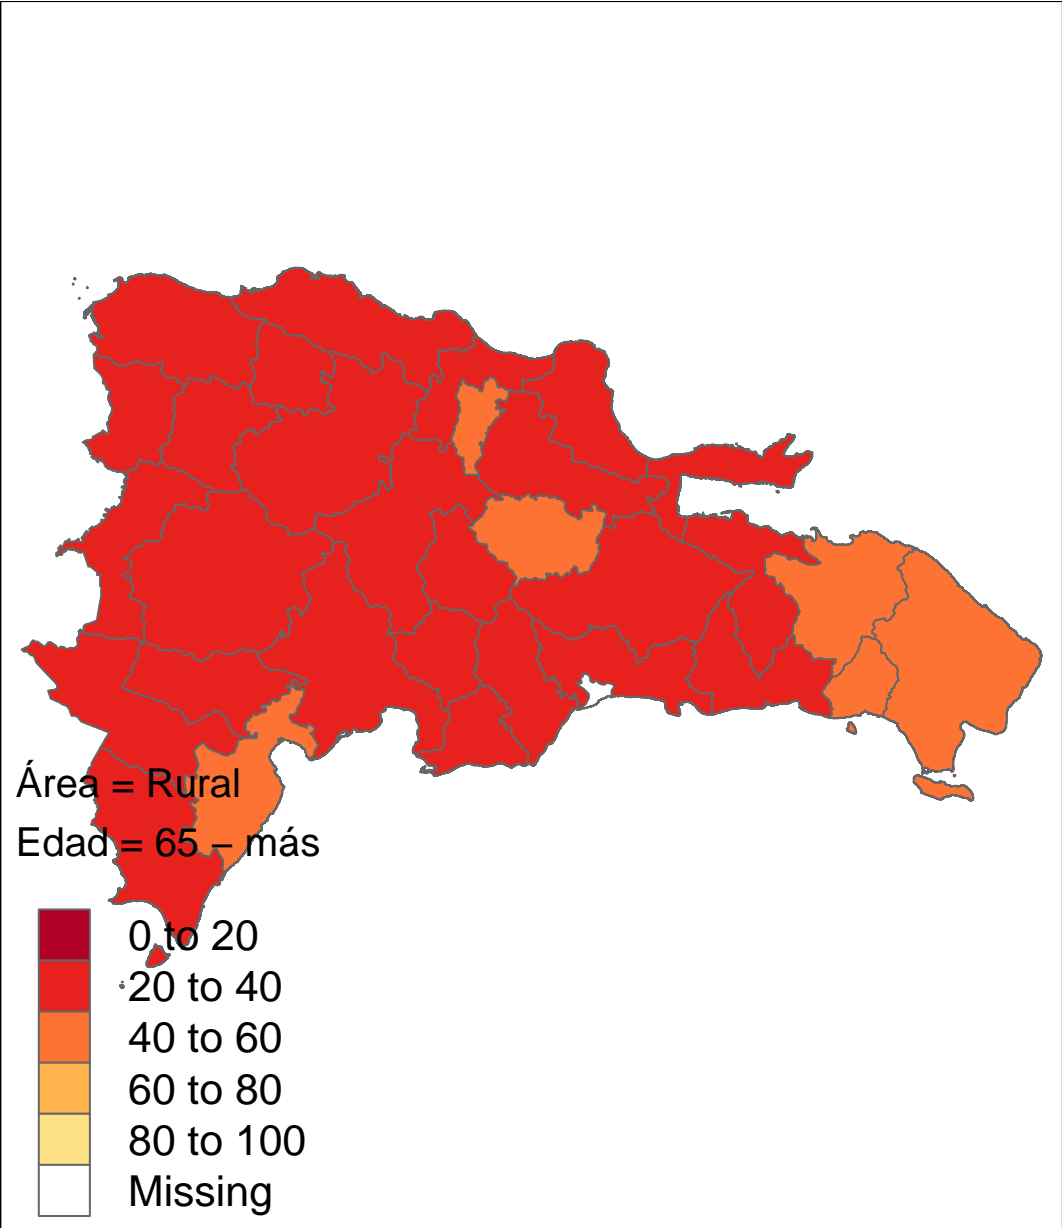 Área = Rural
Edad = 65 – más
0 to 20
20 to 40
40 to 60
60 to 80
80 to 100
Missing